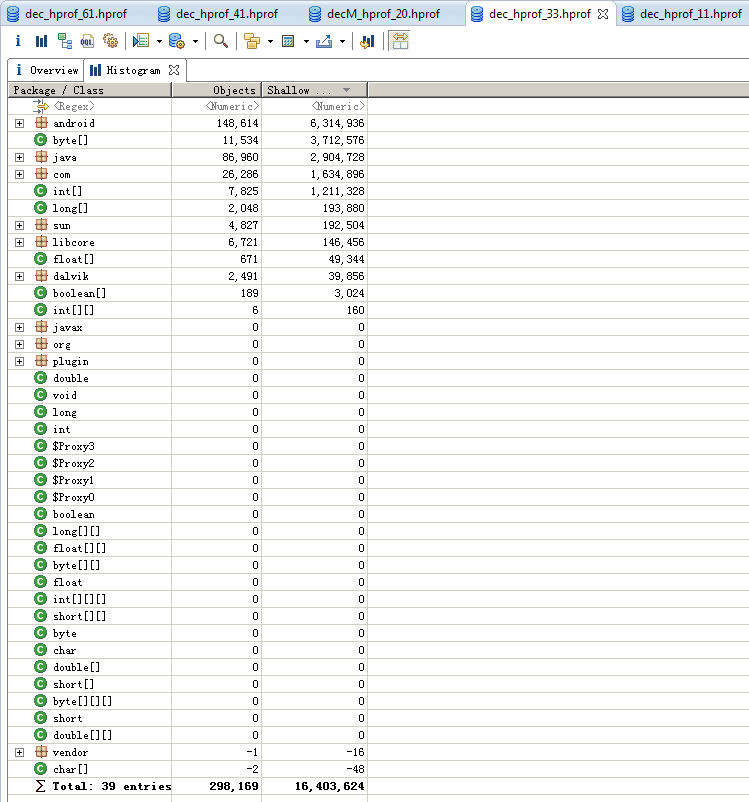 dec_hprof_61.hprof dec_hprof_41.hprof decM_hprof_20.hprof dec_hprof_33.hprof dec_hprof_11.hprof
i OQL
i Overview Histogram
Package / Class Objects Shallow ...
<Regex> <Numeric> <Numeric>
android 148,614 6,314,936
byte[] 11,534 3,712,576
java 86,960 2,904,728
com 26,286 1,634,896
int[] 7,825 1,211,328
long[] 2,048 193,880
sun 4,827 192,504
libcore 6,721 146,456
float[] 671 49,344
dalvik 2,491 39,856
boolean[] 189 3,024
int[][] 6 160
javax 0 0
org 0 0
plugin 0 0
double 0 0
void 0 0
long 0 0
int 0 0
$Proxy3 0 0
$Proxy2 0 0
$Proxy1 0 0
$Proxy0 0 0
boolean 0 0
long[][] 0 0
float[][] 0 0
byte[][] 0 0
float 0 0
int[][][] 0 0
short[][] 0 0
byte 0 0
char 0 0
double[] 0 0
short[] 0 0
byte[][][] 0 0
short 0 0
double[][] 0 0
vendor -1 -16
char[] -2 -48
Σ Total: 39 entries 298,169 16,403,624